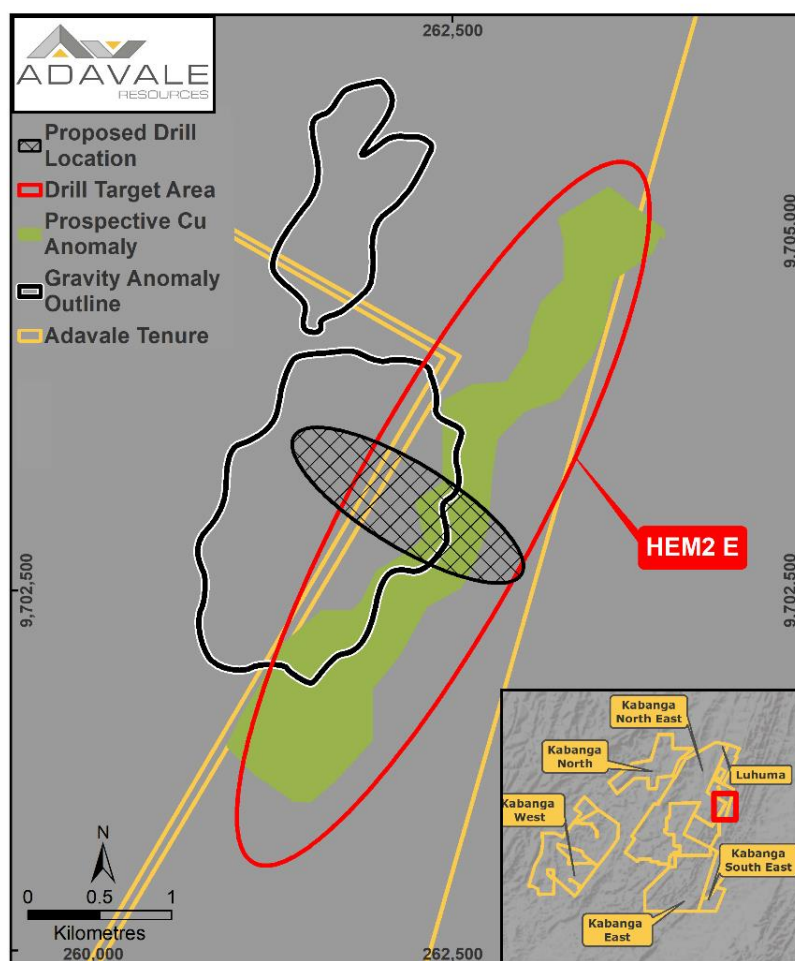 262,500
ADAVALE
RESOURCES
Proposed Drill
Location
Drill Target Area
Prospective Cu
Anomaly
Gravity Anomaly
Outline
Adavale Tenure
9,705,000
9,702,500
9,702,500
HEM2 E
Kabanga
North East
Kabanga
North
Luhuma
Kabanga
West
Kabanga
South East
Kabanga
East
N
0 0.5 1
Kilometres
260,000
262,500